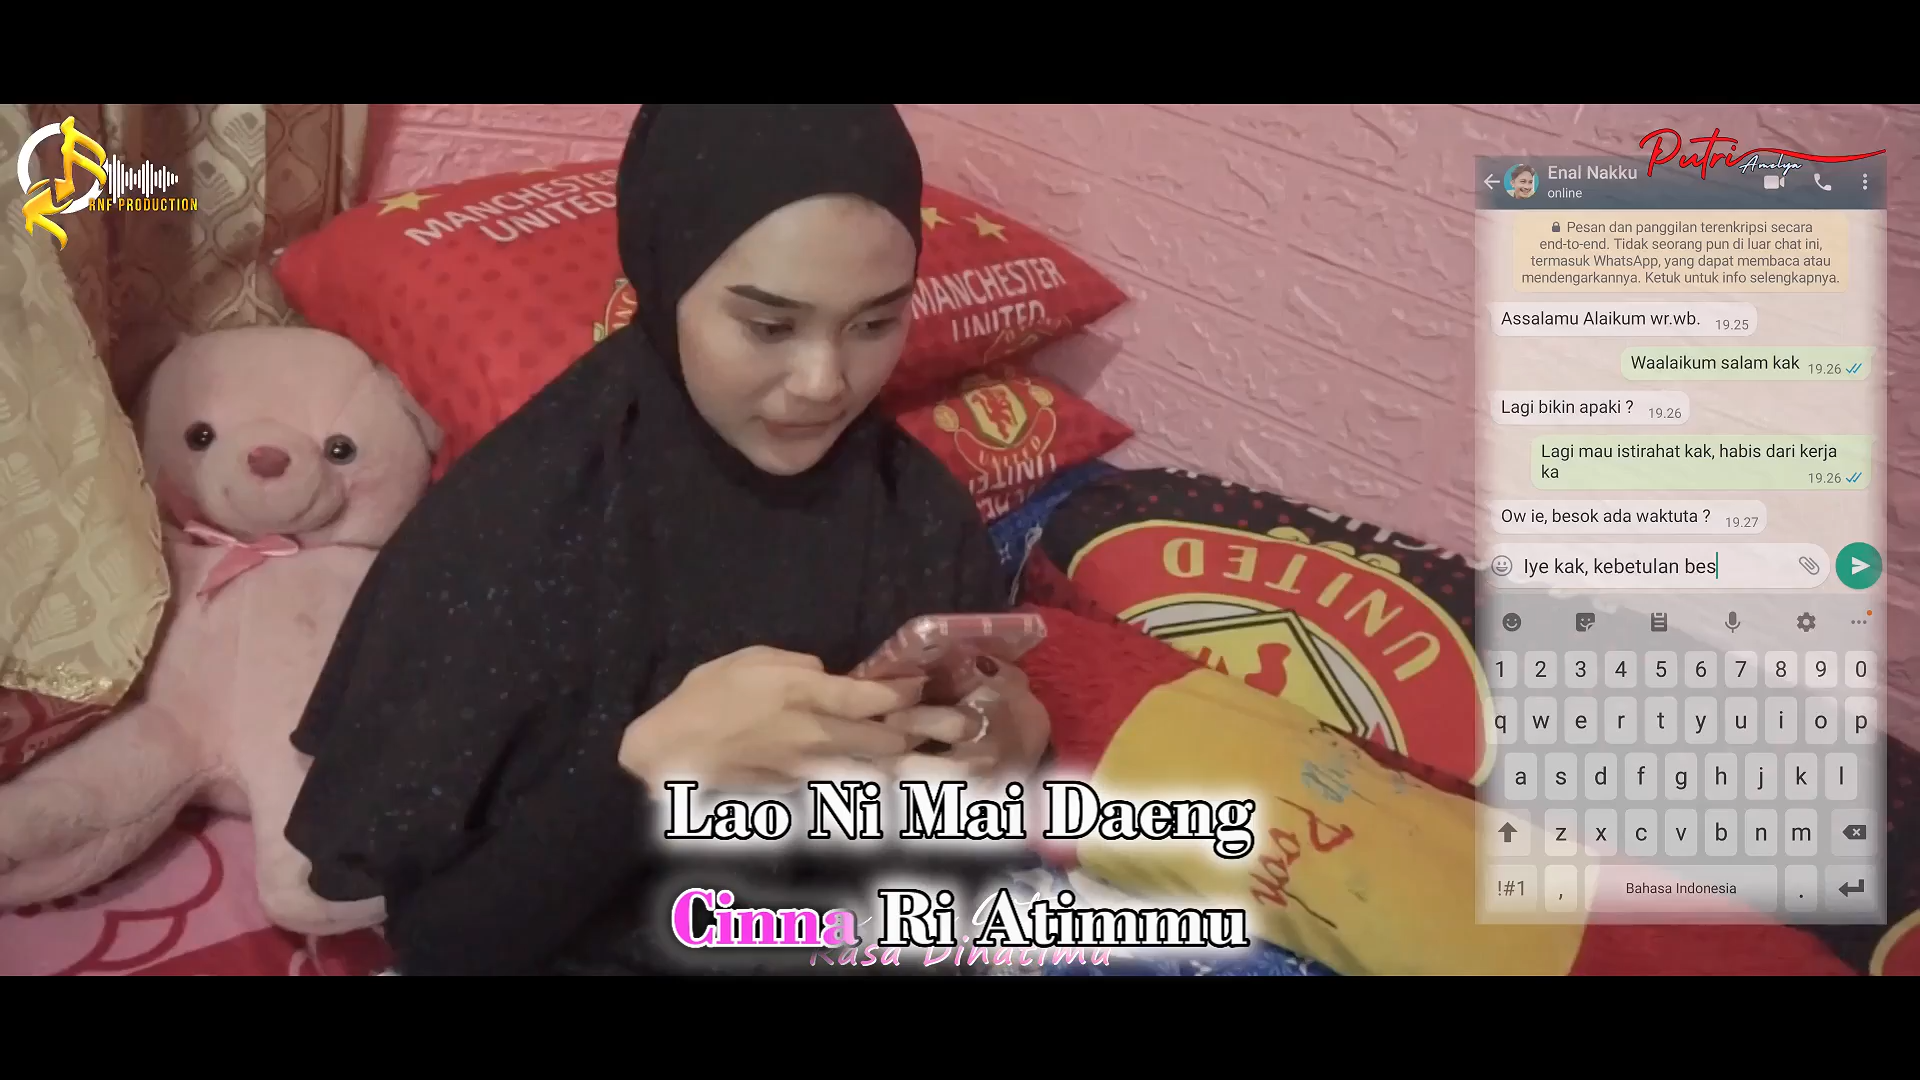 RNF PRODUCTION
MANCHESTER
UNITED
MANCHESTER
UNITED
UNITED
UNITED
Putri
Amelya
Enal Nakku
online
Pesan dan panggilan terenkripsi secara
end-to-end. Tidak seorang pun di luar chat ini,
termasuk WhatsApp, yang dapat membaca atau
mendengarkannya. Ketuk untuk info selengkapnya.
Assalamu Alaikum wr.wb. 19.25
Waalaikum salam kak 19.26
Lagi bikin apaki ? 19.26
Lagi mau istirahat kak, habis dari kerja
ka
19.26
Ow ie, besok ada waktuta ? 19.27
Iye kak, kebetulan bes
1 2 3 4 5 6 7 8 9 0
q w e r t y u i o p
a s d f g h j k l
z x c v b n m
!#1 , Bahasa Indonesia .
Lao Ni Mai Daeng
Cinna Ri Atimmu
Rasa Dihatimu